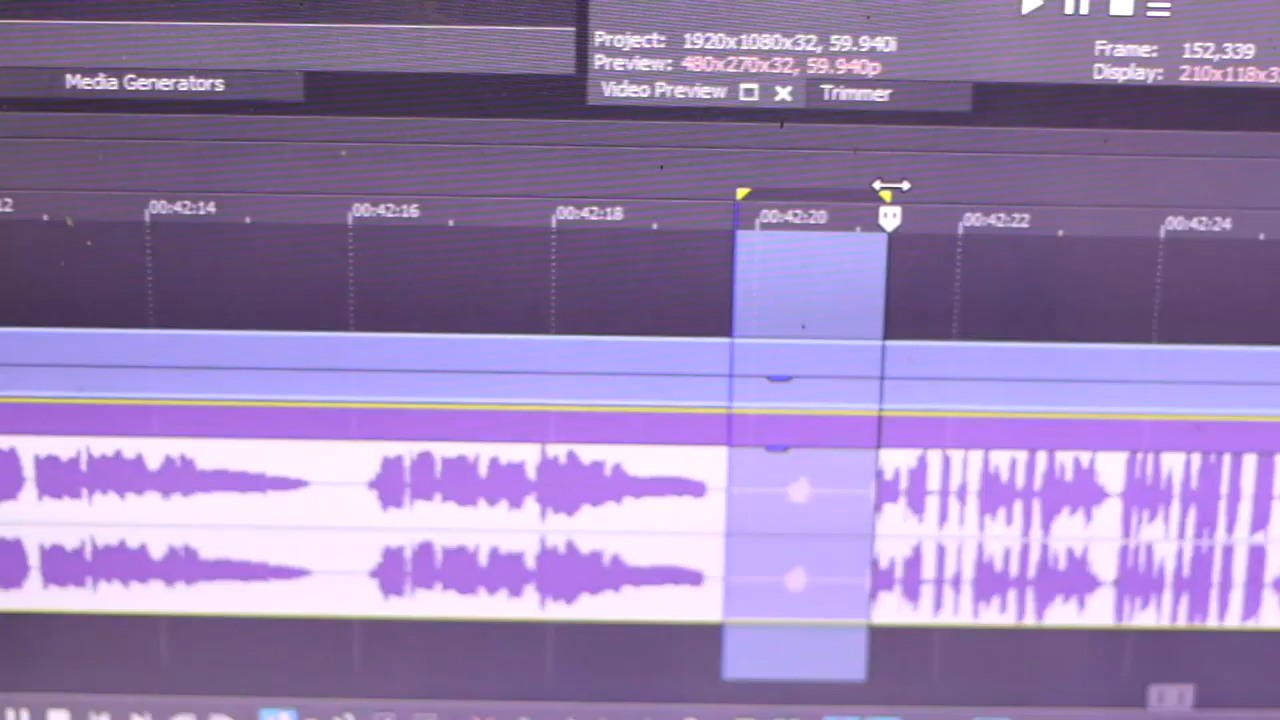 Project: 1920x1080x32, 59.940i
Frame: 152,339
Preview: 480x270x32, 59.940p
Display: 210x118x3
Media Generators
Video Preview Trimmer
12 00:42:14 00:42:16 00:42:18 00:42:20 00:42:22 00:42:24